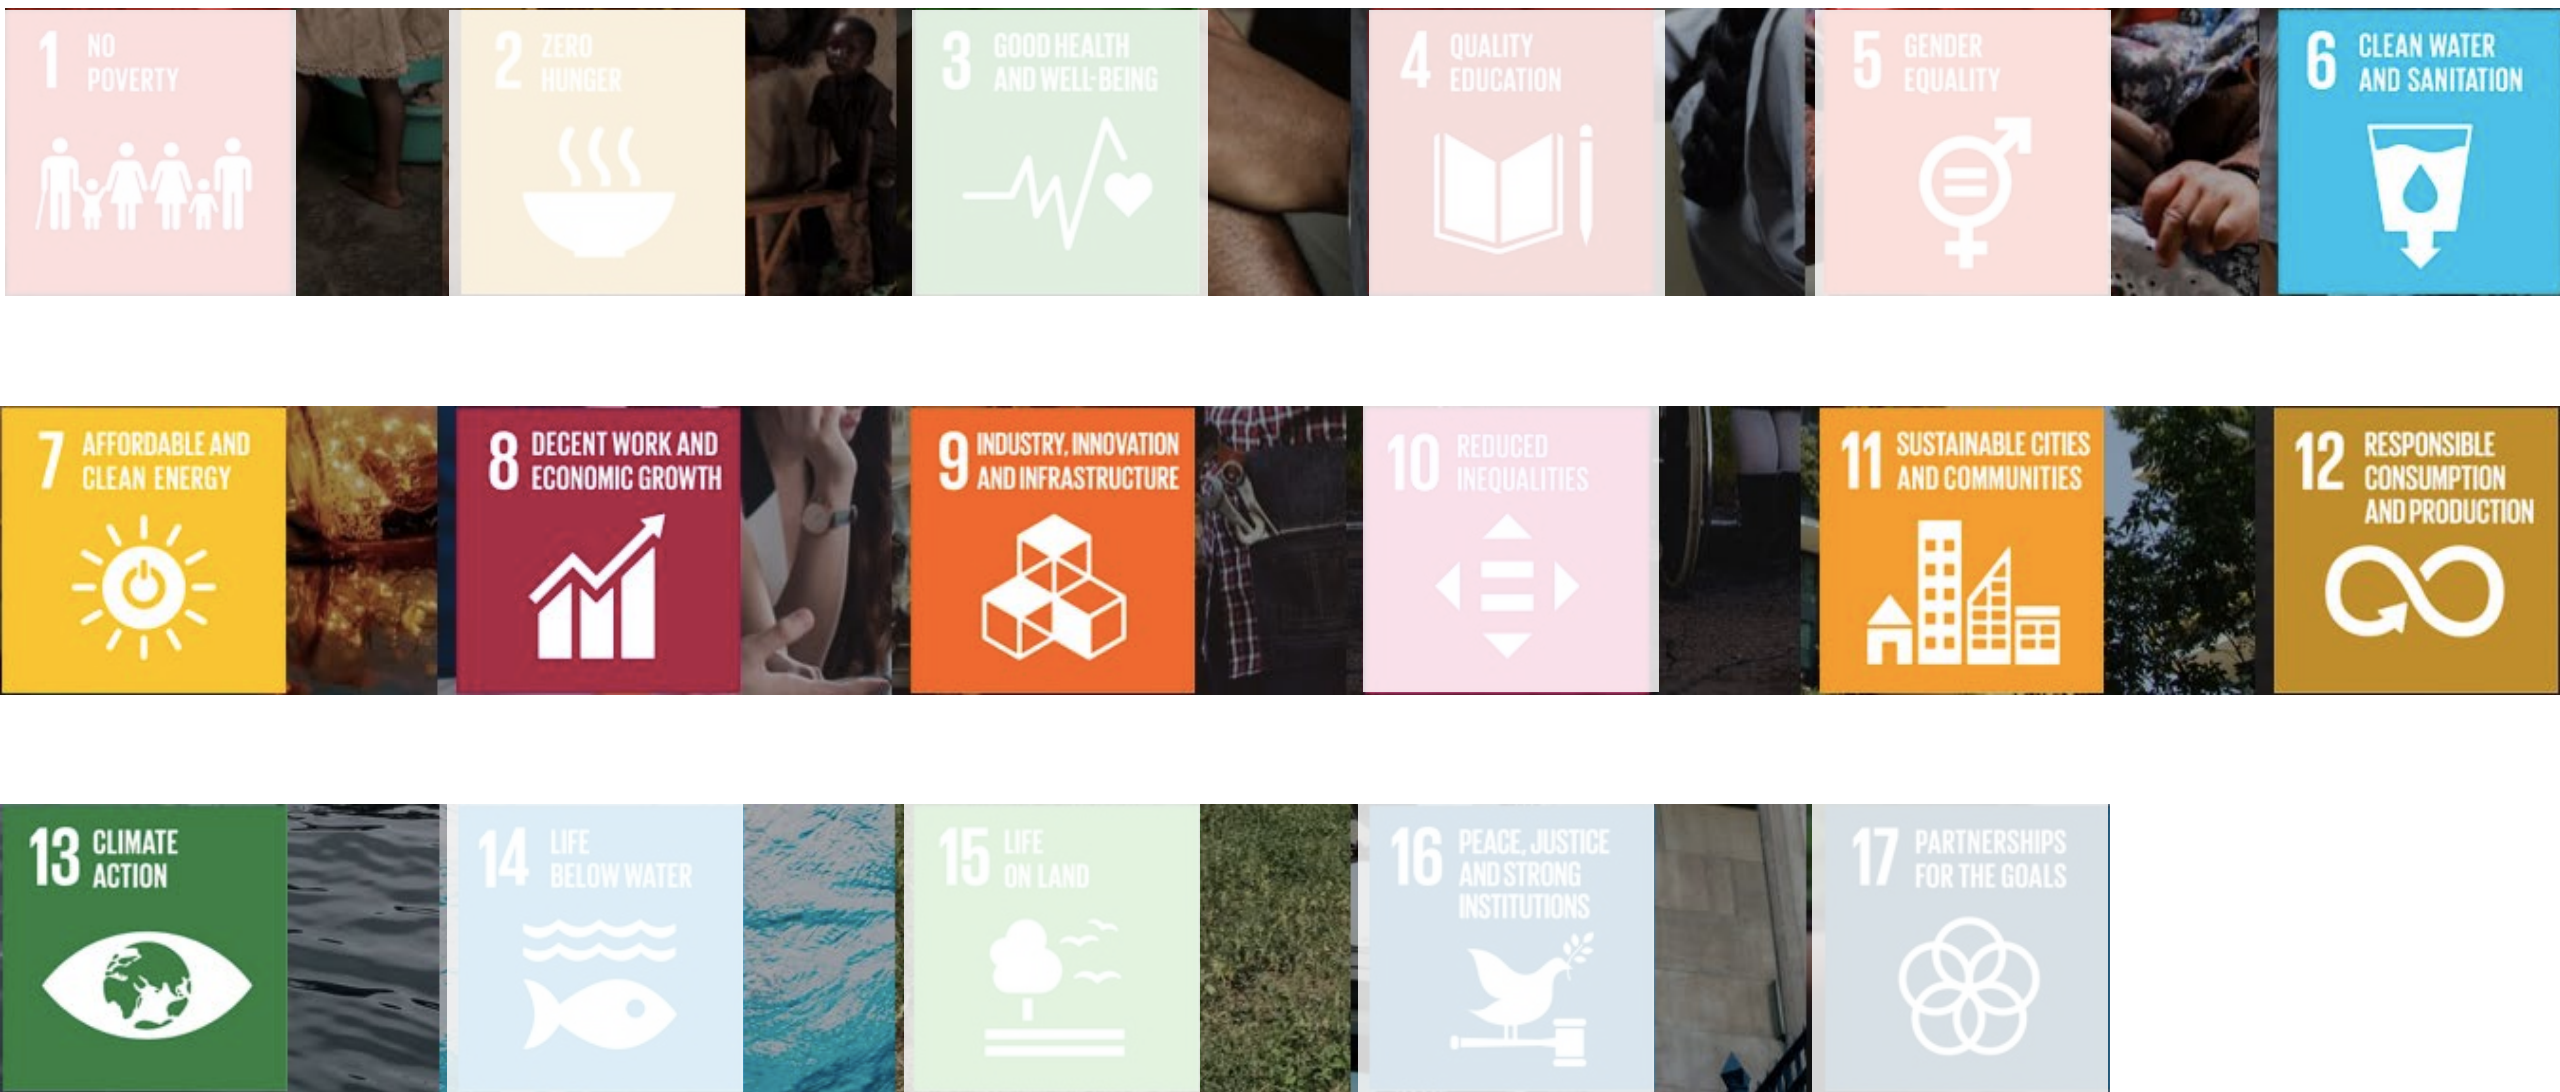 1 NO
POVERTY
2 ZERO
HUNGER
3 GOOD HEALTH
AND WELL-BEING
4 QUALITY
EDUCATION
5 GENDER
EQUALITY
6 CLEAN WATER
AND SANITATION
7 AFFORDABLE AND
CLEAN ENERGY
8 DECENT WORK AND
ECONOMIC GROWTH
9 INDUSTRY, INNOVATION
AND INFRASTRUCTURE
10 REDUCED
INEQUALITIES
11 SUSTAINABLE CITIES
AND COMMUNITIES
12 RESPONSIBLE
CONSUMPTION
AND PRODUCTION
13 CLIMATE
ACTION
14 LIFE
BELOW WATER
15 LIFE
ON LAND
16 PEACE, JUSTICE
AND STRONG
INSTITUTIONS
17 PARTNERSHIPS
FOR THE GOALS